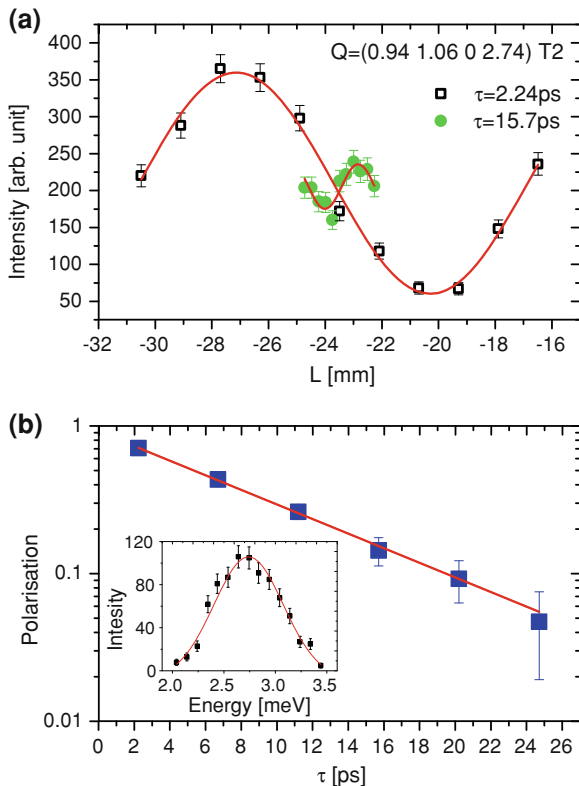 (a)
Q=(0.94 1.06 0 2.74) T2
τ=2.24ps
τ=15.7ps
Intensity [arb. unit]
400
350
300
250
200
150
100
50
-32 -30 -28 -26 -24 -22 -20 -18 -16
L [mm]
(b)
Polarisation
1
0.1
0.01
Intesity
120
80
40
0
2.0 2.5 3.0 3.5
Energy [meV]
0 2 4 6 8 10 12 14 16 18 20 22 24 26
τ [ps]